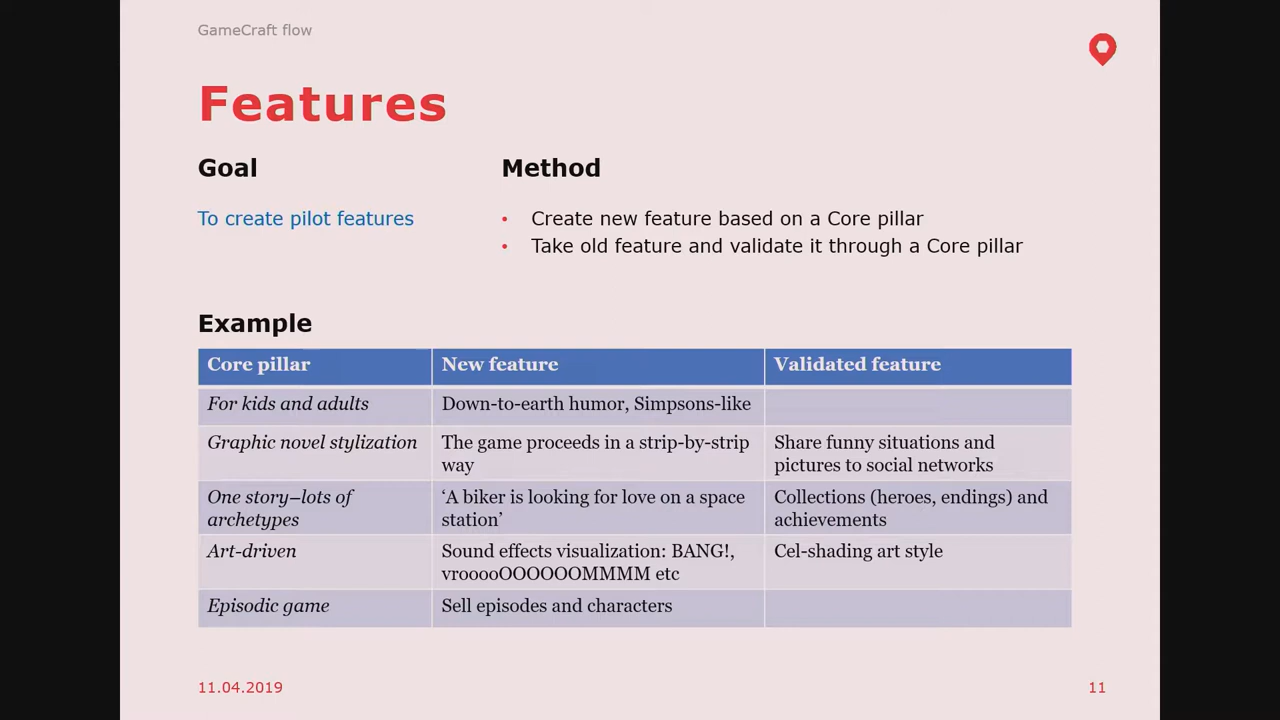 GameCraft flow
Features
Goal
Method
To create pilot features
• Create new feature based on a Core pillar
• Take old feature and validate it through a Core pillar
Example
Core pillar
New feature
Validated feature
For kids and adults
Down-to-earth humor, Simpsons-like
Graphic novel stylization
The game proceeds in a strip-by-strip
way
Share funny situations and
pictures to social networks
One story–lots of
archetypes
‘A biker is looking for love on a space
station’
Collections (heroes, endings) and
achievements
Art-driven
Sound effects visualization: BANG!,
vrooooOOOOOOMMMM etc
Cel-shading art style
Episodic game
Sell episodes and characters
11.04.2019
11